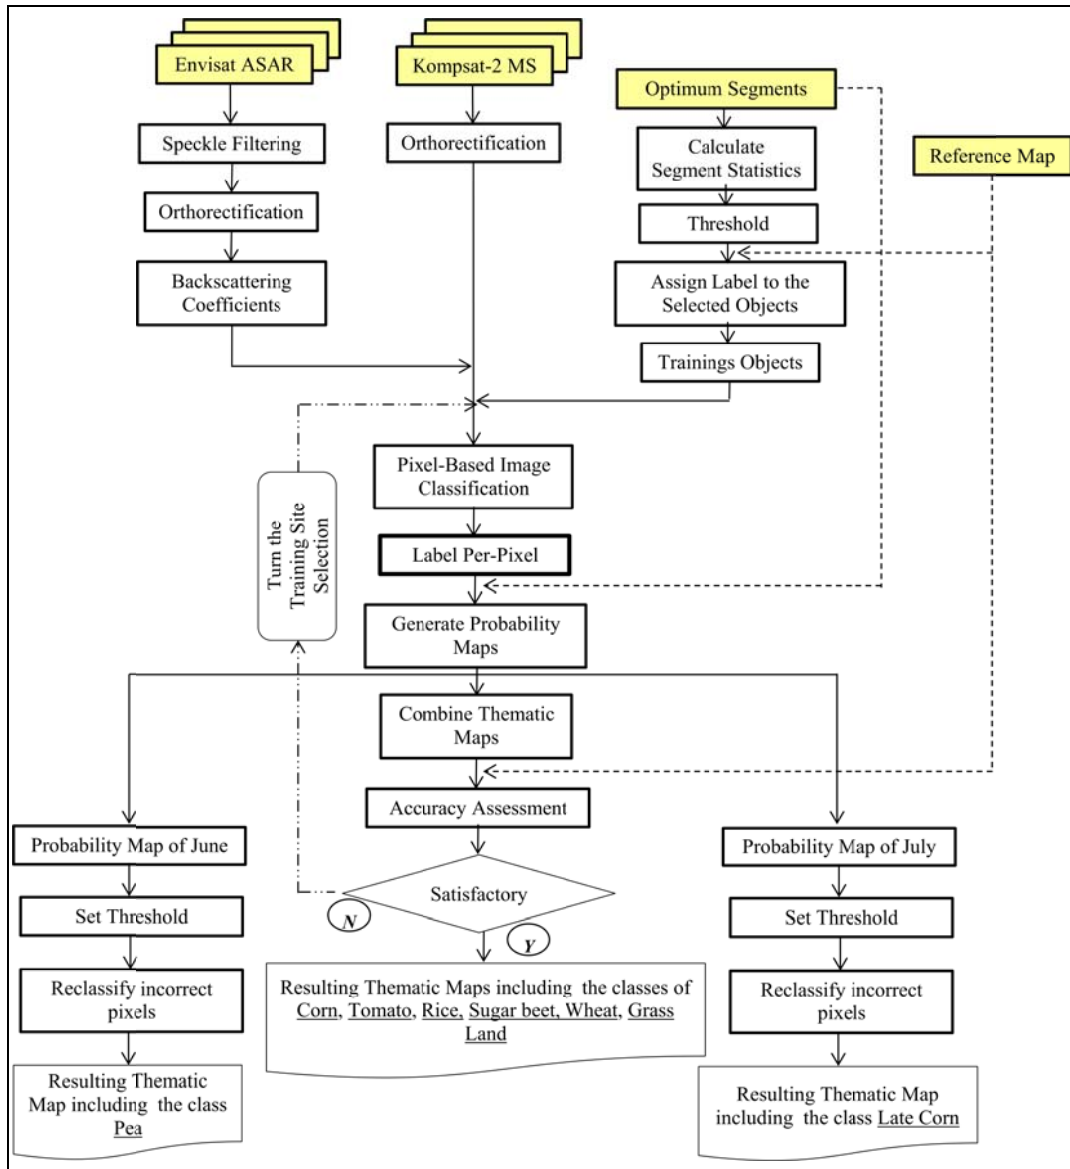 Envisat ASAR
Kompsat-2 MS
Optimum Segments
Reference Map
Speckle Filtering
Orthorectification
Backscattering
Coefficients
Orthorectification
Calculate
Segment Statistics
Threshold
Assign Label to the
Selected Objects
Trainings Objects
Pixel-Based Image
Classification
Label Per-Pixel
Turn the
Training Site
Selection
Generate Probability
Maps
Combine Thematic
Maps
Accuracy Assessment
Satisfactory
N
Y
Probability Map of June
Set Threshold
Reclassify incorrect
pixels
Resulting Thematic
Map including the class
Pea
Resulting Thematic Maps including the classes of
Corn, Tomato, Rice, Sugar beet, Wheat, Grass
Land
Probability Map of July
Set Threshold
Reclassify incorrect
pixels
Resulting Thematic Map
including the class Late Corn